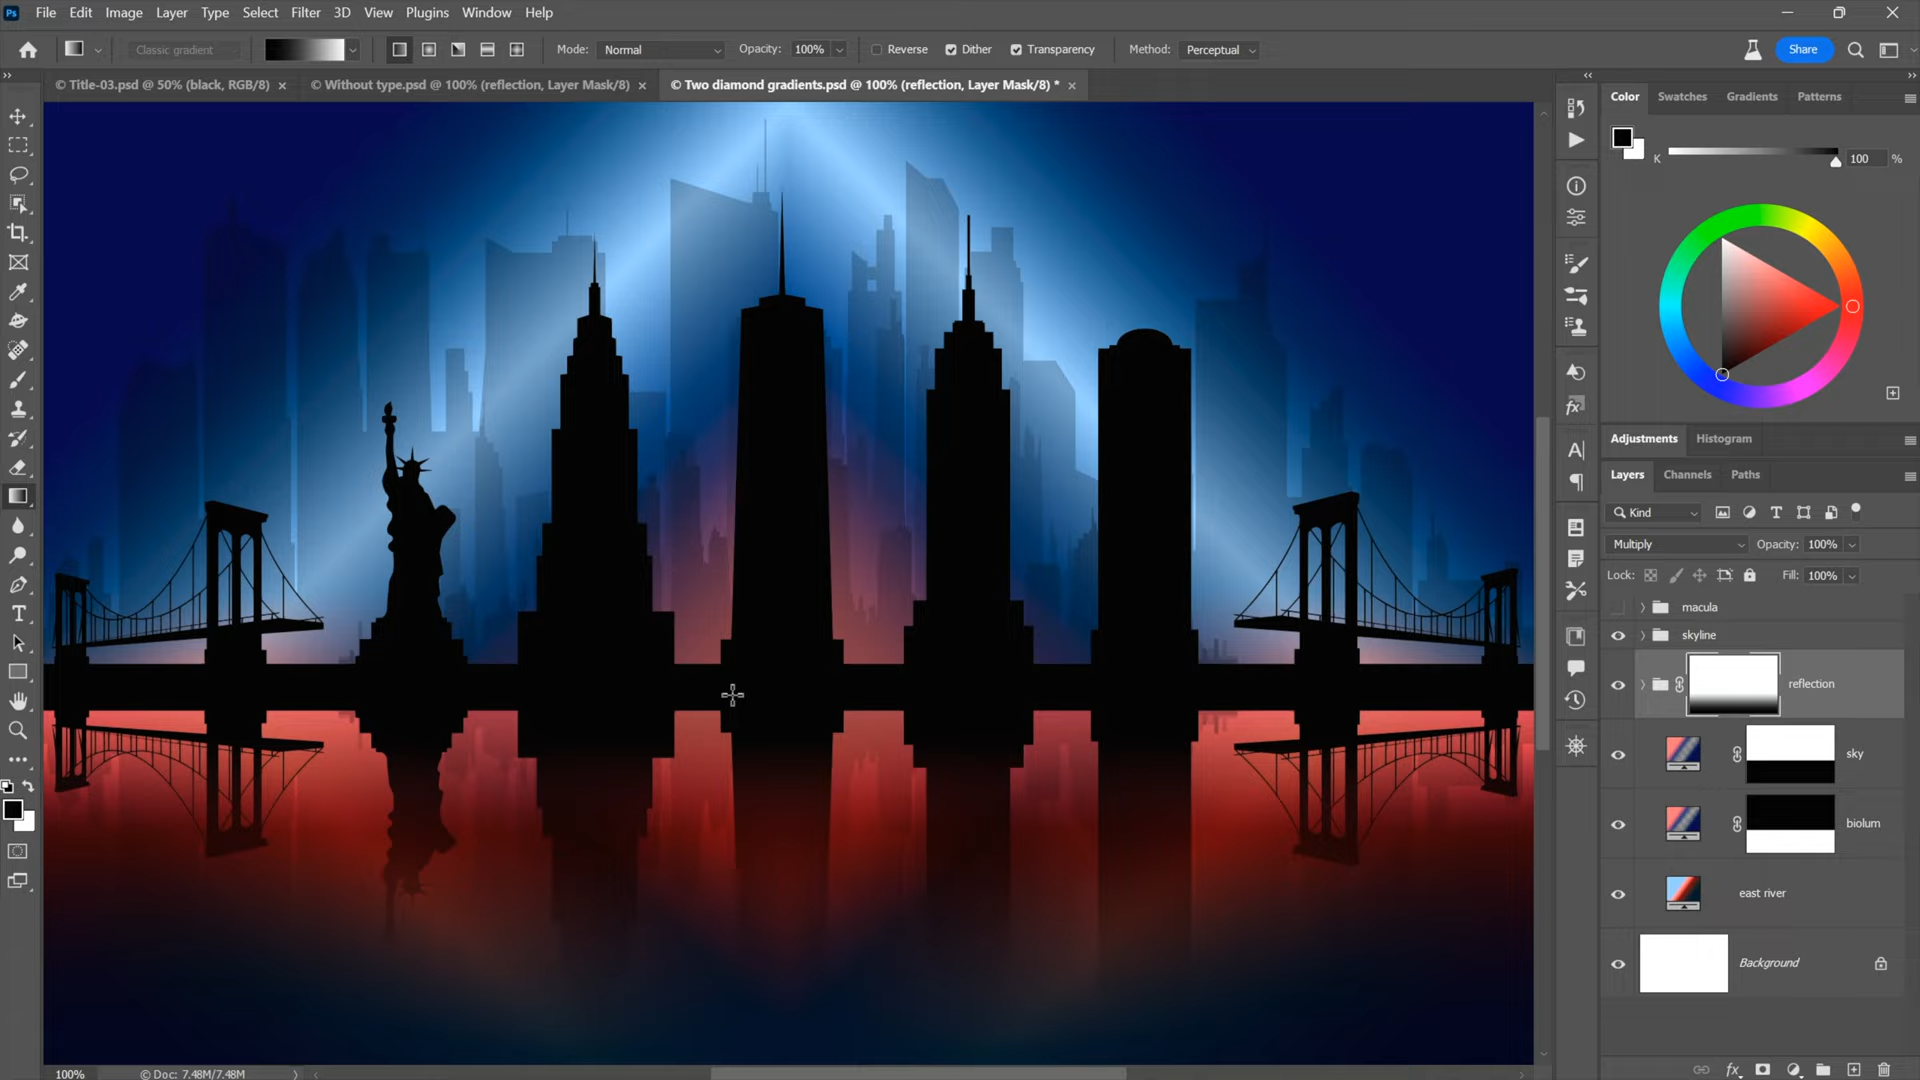 Ps File Edit Image Layer Type Select Filter 3D View Plugins Window Help
Classic gradient Mode: Normal Opacity: 100% Reverse Dither Transparency Method: Perceptual Share
© Title-03.psd @ 50% (black, RGB/8) × © Without type.psd @ 100% (reflection, Layer Mask/8) × © Two diamond gradients.psd @ 100% (reflection, Layer Mask/8) * ×
Color Swatches Gradients Patterns
K 100 %
Adjustments Histogram
Layers Channels Paths
Kind
Multiply Opacity: 100%
Lock: Fill: 100%
macula
skyline
reflection
sky
biolum
east river
Background
100% © Doc: 7.48M/7.48M